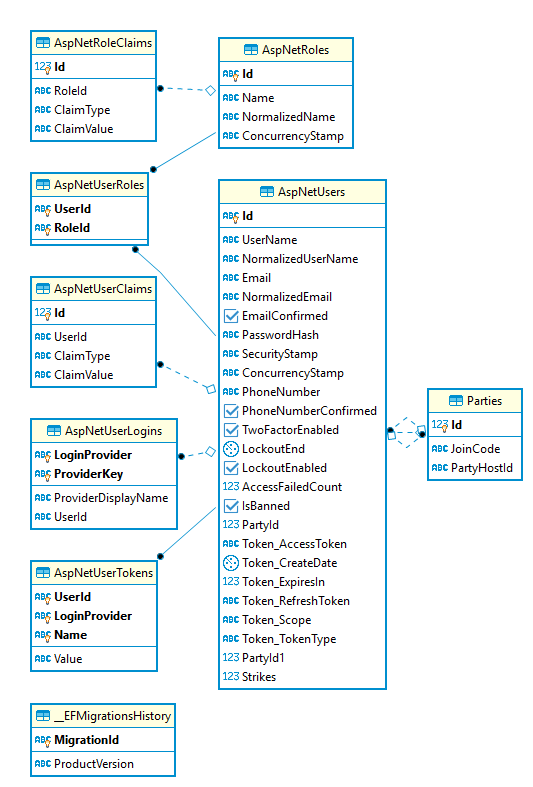 AspNetRoleClaims
123 Id
ABC RoleId
ABC ClaimType
ABC ClaimValue
AspNetRoles
ABC Id
ABC Name
ABC NormalizedName
ABC ConcurrencyStamp
AspNetUserRoles
ABC UserId
ABC RoleId
AspNetUsers
ABC Id
ABC UserName
ABC NormalizedUserName
ABC Email
ABC NormalizedEmail
EmailConfirmed
ABC PasswordHash
ABC SecurityStamp
ABC ConcurrencyStamp
ABC PhoneNumber
PhoneNumberConfirmed
TwoFactorEnabled
LockoutEnd
LockoutEnabled
123 AccessFailedCount
IsBanned
123 PartyId
ABC Token_AccessToken
Token_CreateDate
123 Token_ExpiresIn
ABC Token_RefreshToken
ABC Token_Scope
ABC Token_TokenType
123 PartyId1
123 Strikes
AspNetUserClaims
123 Id
ABC UserId
ABC ClaimType
ABC ClaimValue
Parties
123 Id
ABC JoinCode
ABC PartyHostId
AspNetUserLogins
ABC LoginProvider
ABC ProviderKey
ABC ProviderDisplayName
ABC UserId
AspNetUserTokens
ABC UserId
ABC LoginProvider
ABC Name
ABC Value
__EFMigrationsHistory
ABC MigrationId
ABC ProductVersion